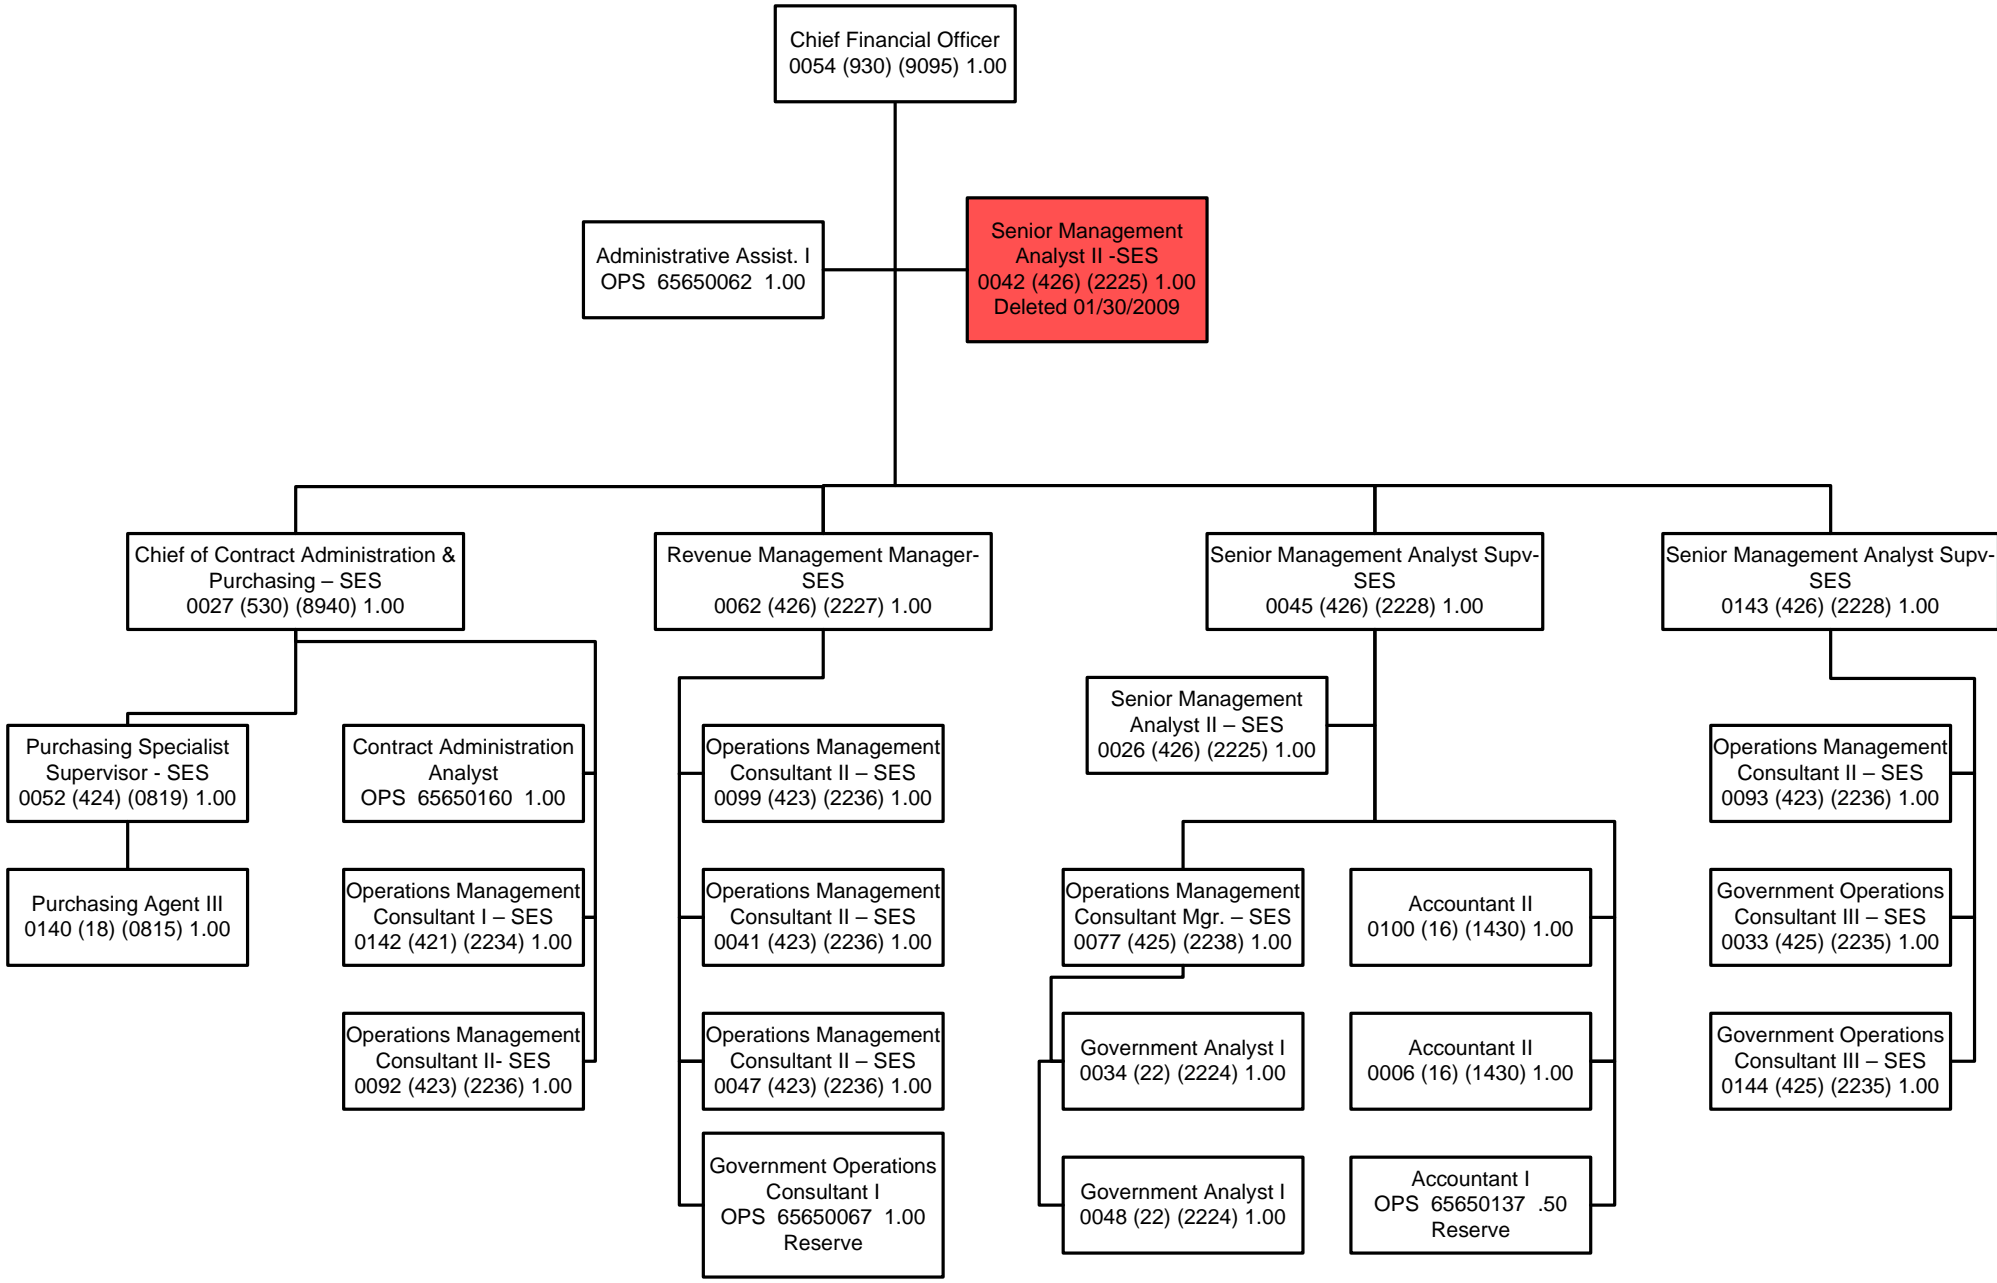 Chief Financial Officer
0054 (930) (9095) 1.00
Administrative Assist. I
OPS  65650062  1.00
Senior Management
Analyst II -SES
0042 (426) (2225) 1.00
Deleted 01/30/2009
Chief of Contract Administration &
Purchasing – SES
0027 (530) (8940) 1.00
Revenue Management Manager-
SES
0062 (426) (2227) 1.00
Senior Management Analyst Supv-
SES
0045 (426) (2228) 1.00
Senior Management Analyst Supv-
SES
0143 (426) (2228) 1.00
Purchasing Specialist
Supervisor - SES
0052 (424) (0819) 1.00
Purchasing Agent III
0140 (18) (0815) 1.00
Contract Administration
Analyst
OPS  65650160  1.00
Operations Management
Consultant I – SES
0142 (421) (2234) 1.00
Operations Management
Consultant II- SES
0092 (423) (2236) 1.00
Operations Management
Consultant II – SES
0099 (423) (2236) 1.00
Operations Management
Consultant II – SES
0041 (423) (2236) 1.00
Operations Management
Consultant II – SES
0047 (423) (2236) 1.00
Government Operations
Consultant I
OPS  65650067  1.00
Reserve
Senior Management
Analyst II – SES
0026 (426) (2225) 1.00
Operations Management
Consultant Mgr. – SES
0077 (425) (2238) 1.00
Government Analyst I
0034 (22) (2224) 1.00
Government Analyst I
0048 (22) (2224) 1.00
Accountant II
0100 (16) (1430) 1.00
Accountant II
0006 (16) (1430) 1.00
Accountant I
OPS  65650137  .50
Reserve
Operations Management
Consultant II – SES
0093 (423) (2236) 1.00
Government Operations
Consultant III – SES
0033 (425) (2235) 1.00
Government Operations
Consultant III – SES
0144 (425) (2235) 1.00